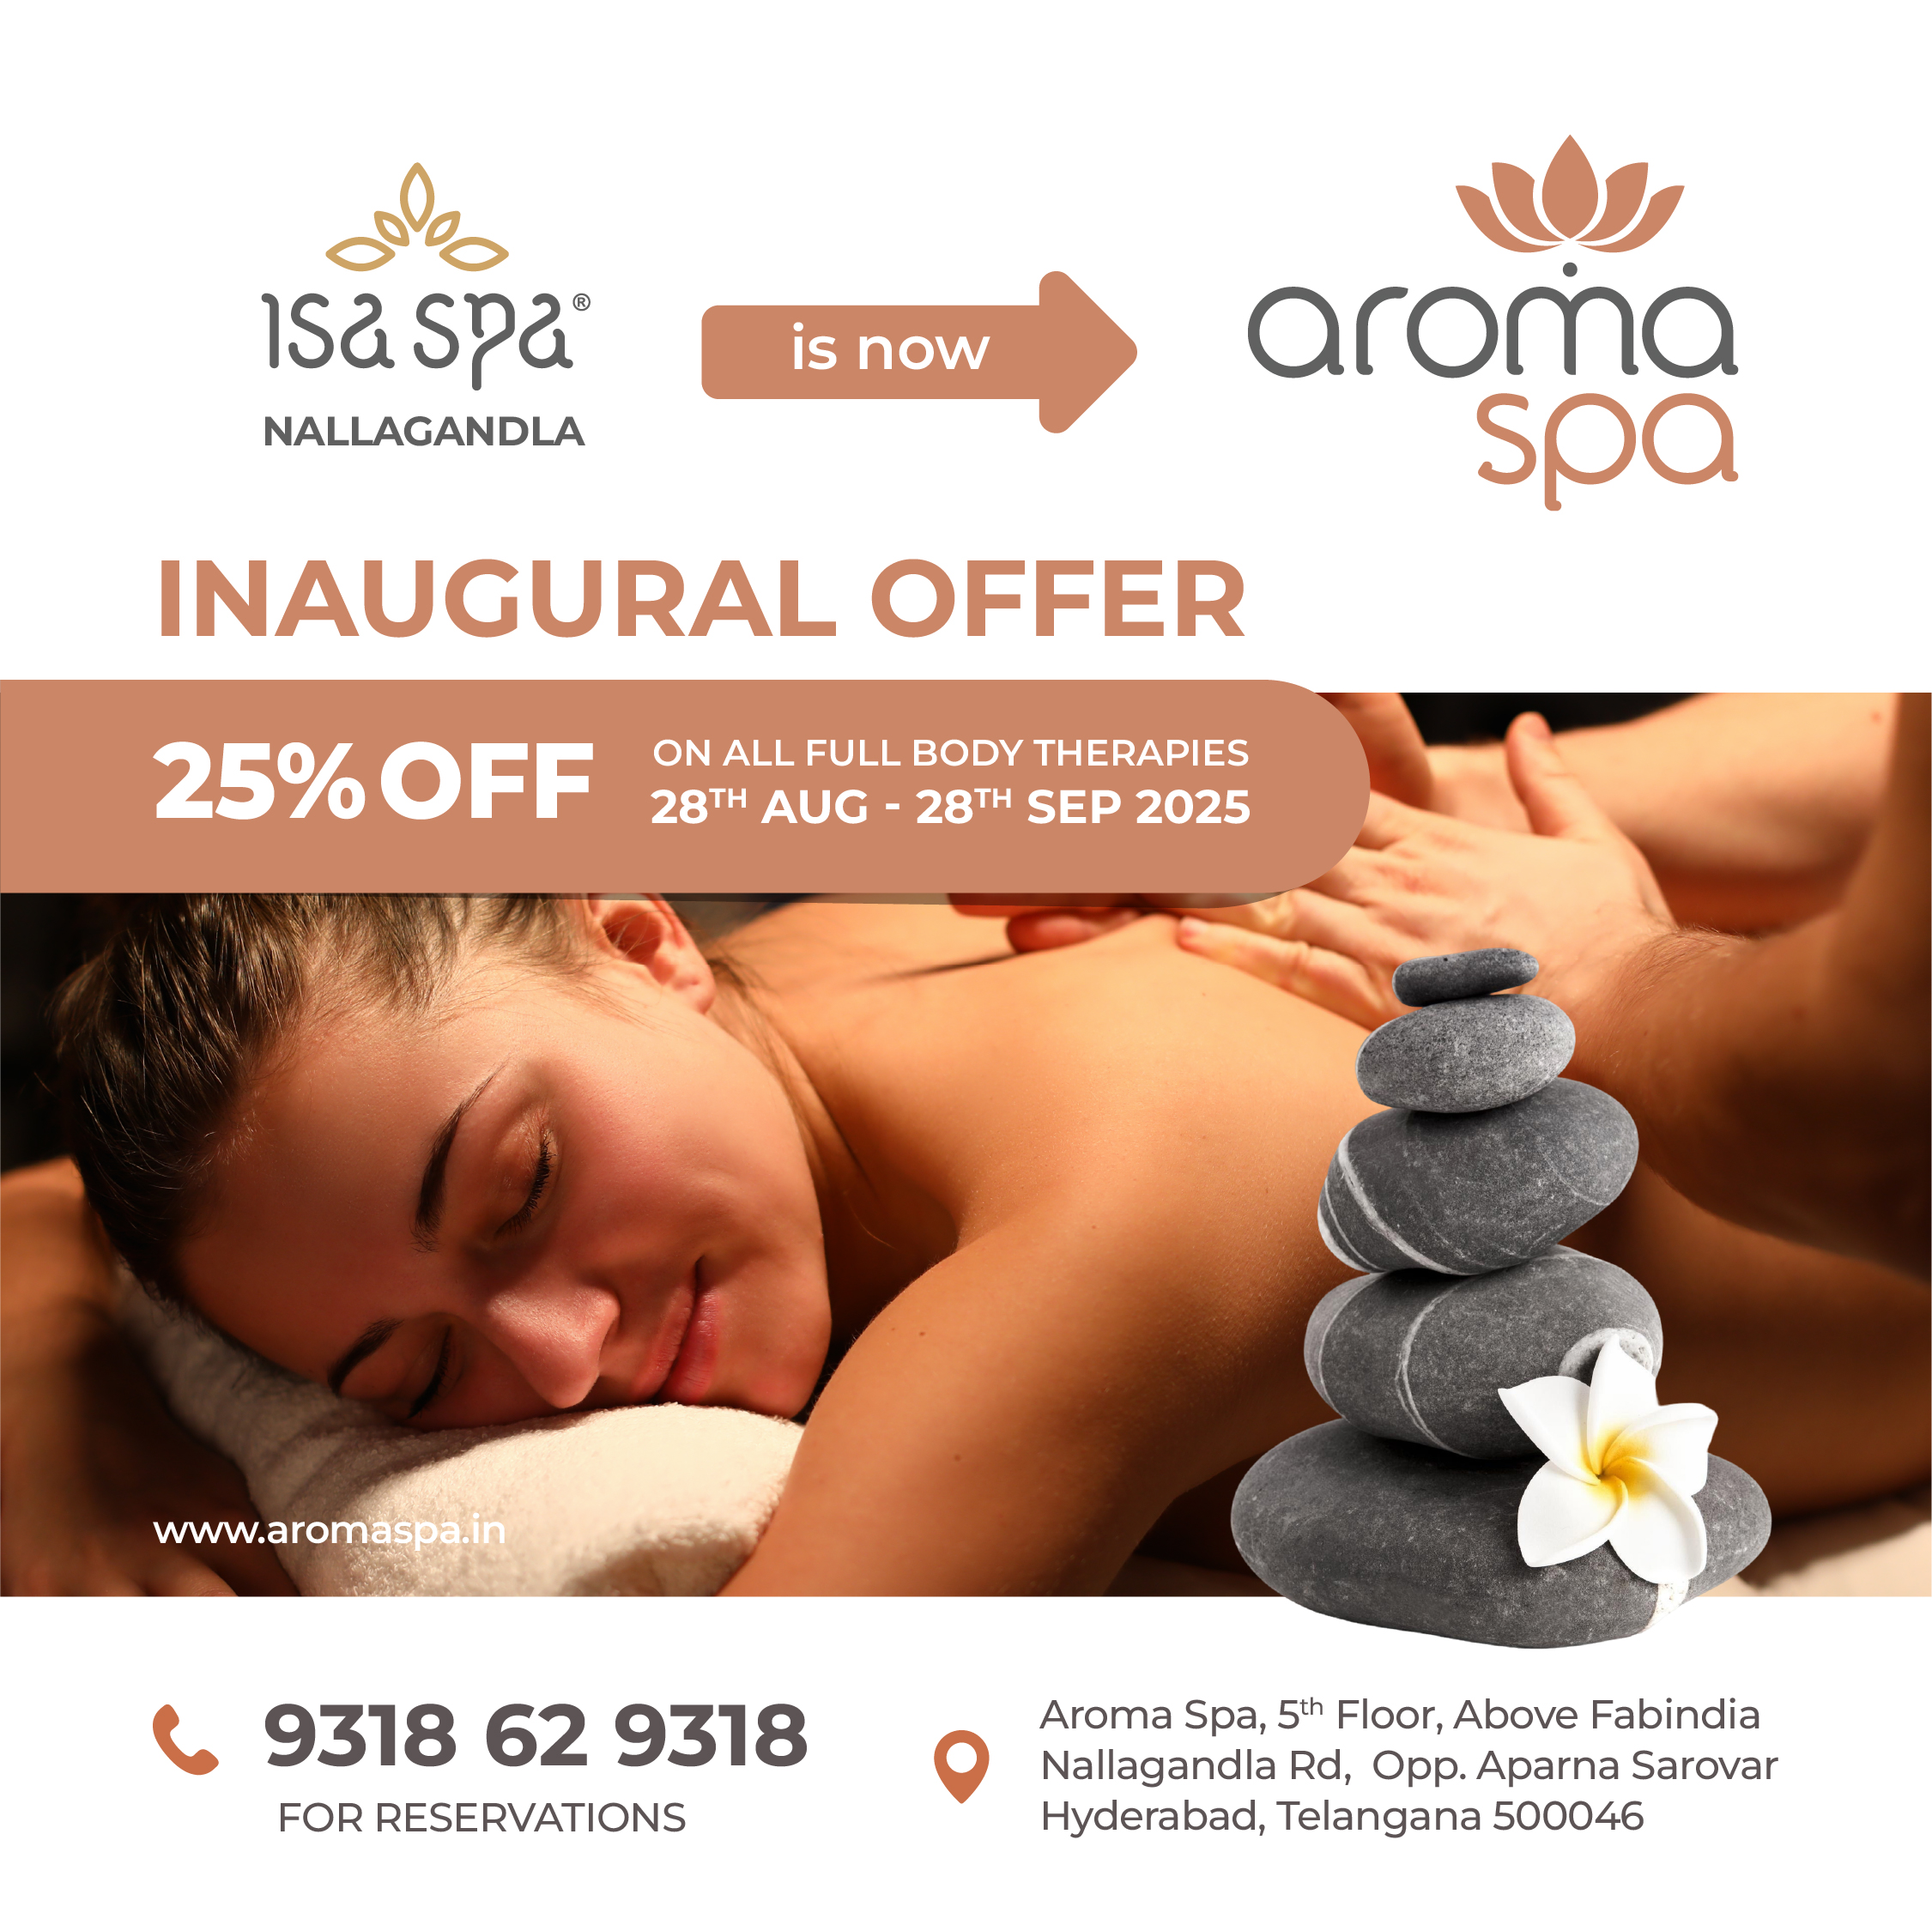 ISa spa®
NALLAGANDLA
is now
aroma
spa
INAUGURAL OFFER
25% OFF
ON ALL FULL BODY THERAPIES
28TH AUG - 28TH SEP 2025
www.aromaspa.in
9318 62 9318
FOR RESERVATIONS
Aroma Spa, 5th Floor, Above Fabindia
Nallagandla Rd, Opp. Aparna Sarovar
Hyderabad, Telangana 500046